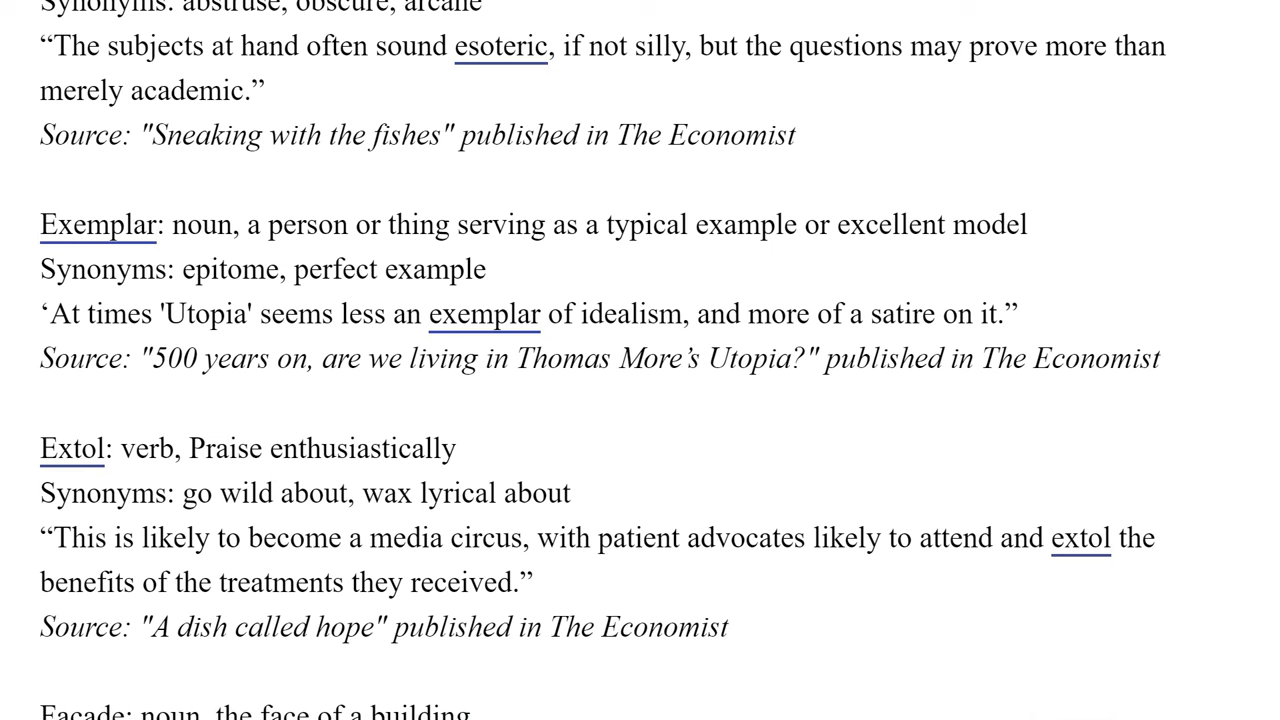 Synonyms: abstruse, obscure, arcane
“The subjects at hand often sound esoteric, if not silly, but the questions may prove more than
merely academic.”
Source: "Sneaking with the fishes" published in The Economist
Exemplar: noun, a person or thing serving as a typical example or excellent model
Synonyms: epitome, perfect example
‘At times 'Utopia' seems less an exemplar of idealism, and more of a satire on it.”
Source: "500 years on, are we living in Thomas More’s Utopia?" published in The Economist
Extol: verb, Praise enthusiastically
Synonyms: go wild about, wax lyrical about
“This is likely to become a media circus, with patient advocates likely to attend and extol the
benefits of the treatments they received.”
Source: "A dish called hope" published in The Economist
Facade: noun, the face of a building